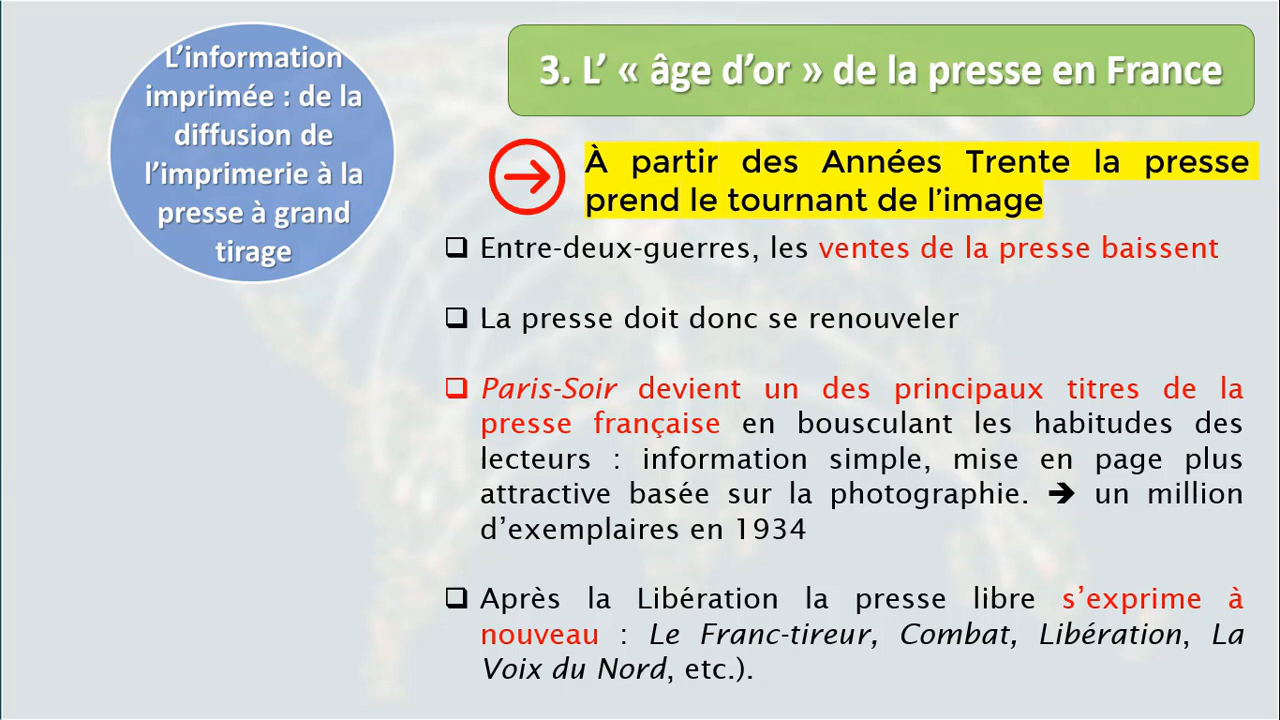 L’information
imprimée : de la
diffusion de
l’imprimerie à la
presse à grand
tirage
3. L’ « âge d’or » de la presse en France
À partir des Années Trente la presse
prend le tournant de l’image
Entre-deux-guerres, les ventes de la presse baissent
La presse doit donc se renouveler
Paris-Soir devient un des principaux titres de la
presse française en bousculant les habitudes des
lecteurs : information simple, mise en page plus
attractive basée sur la photographie. ➔ un million
d’exemplaires en 1934
Après la Libération la presse libre s’exprime à
nouveau : Le Franc-tireur, Combat, Libération, La
Voix du Nord, etc.).